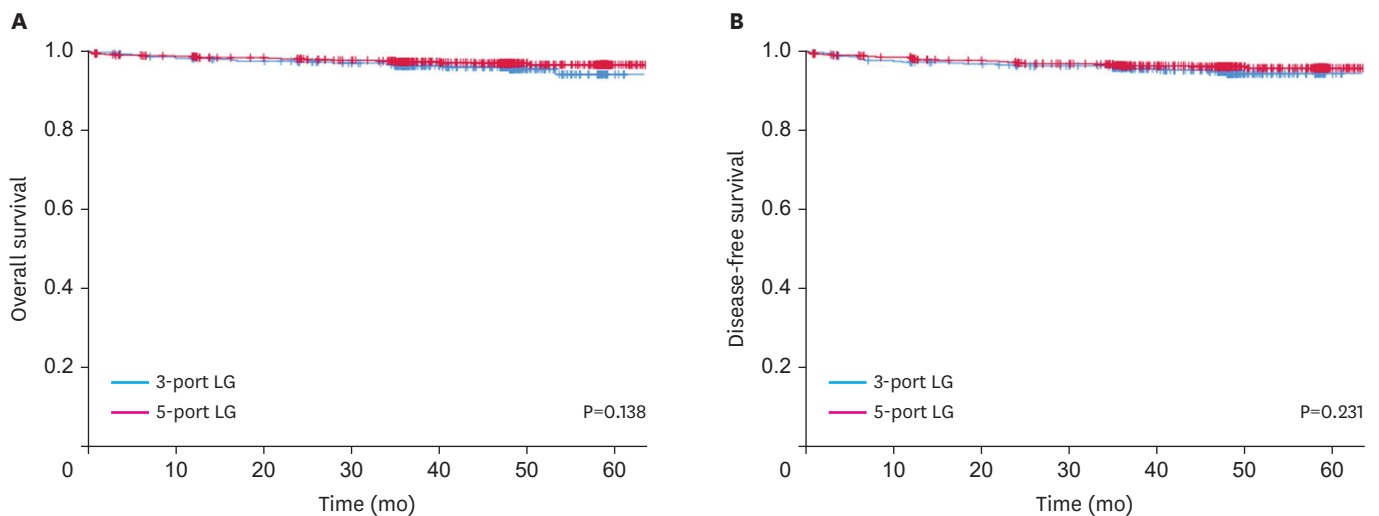 A
Overall survival
1.0
0.8
0.6
0.4
0.2
0
3-port LG
5-port LG
P=0.138
10 20 30 40 50 60
Time (mo)
B
Disease-free survival
1.0
0.8
0.6
0.4
0.2
0
3-port LG
5-port LG
P=0.231
10 20 30 40 50 60
Time (mo)